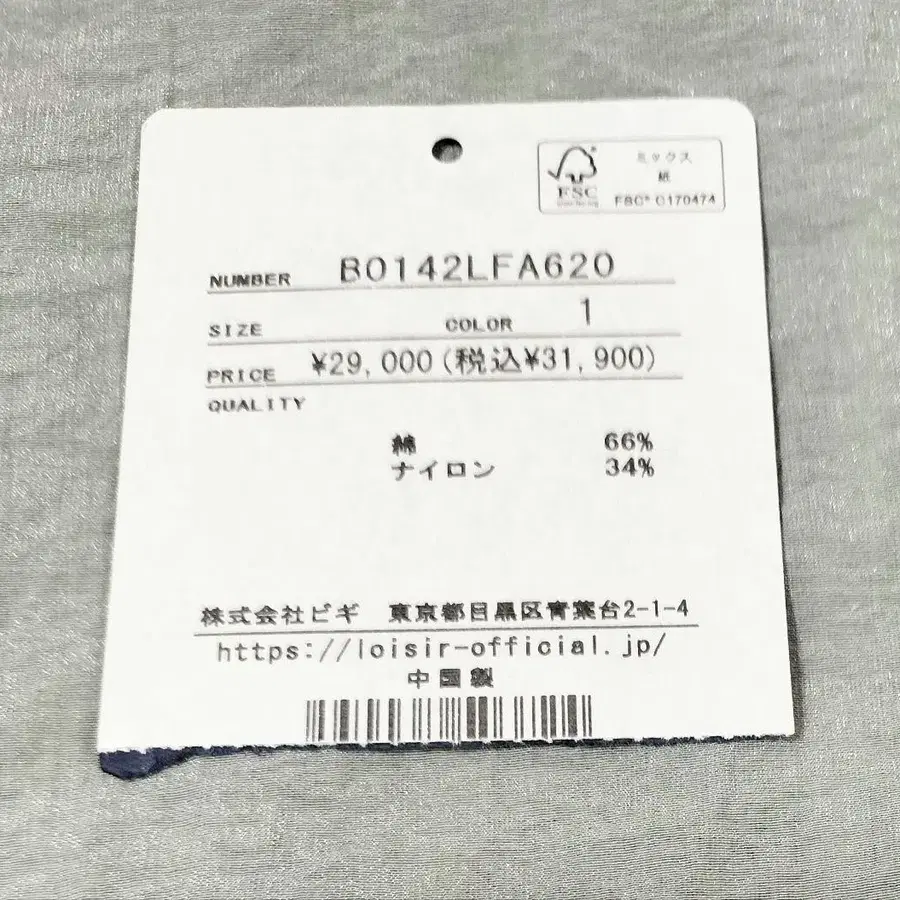 ミックス
紙
FSC
FSC® C170474
NUMBER B0142LFA620
SIZE COLOR 1
PRICE ¥29,000(税込¥31,900)
QUALITY
綿 66%
ナイロン 34%
株式会社ビギ 東京都目黒区青葉台2-1-4
https://loisir-official.jp/
中国製